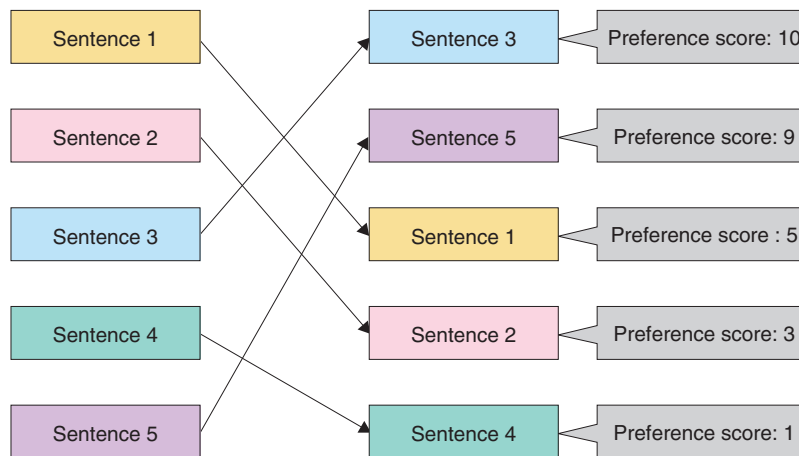 Sentence 1
Sentence 3
Preference score: 10
Sentence 2
Sentence 5
Preference score: 9
Sentence 3
Sentence 1
Preference score : 5
Sentence 4
Sentence 2
Preference score: 3
Sentence 5
Sentence 4
Preference score: 1